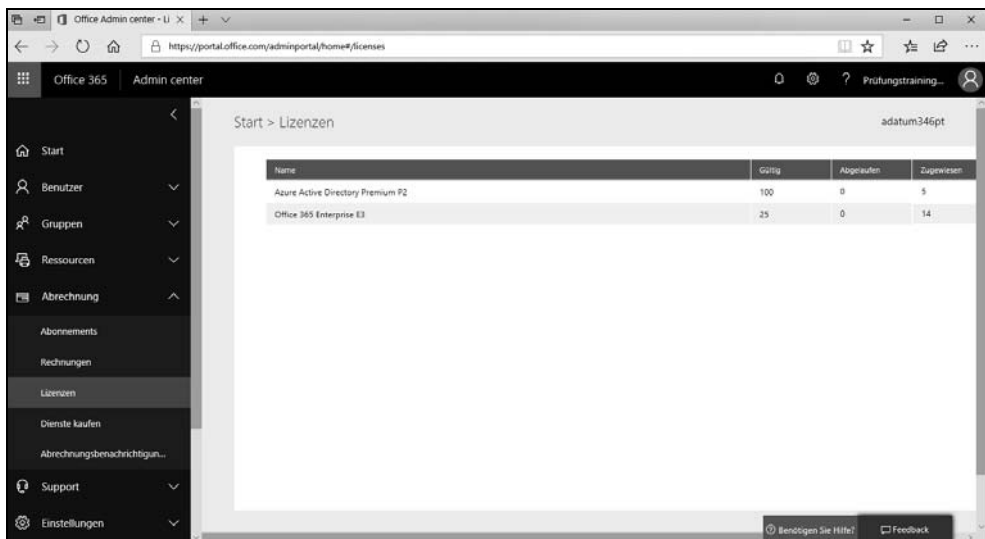 Office Admin center - Li
https://portal.office.com/adminportal/home#/licenses
Office 365 Admin center ? Prüfungstraining...
Start > Lizenzen adatum346pt
Start
Benutzer
Gruppen
Ressourcen
Abrechnung
Abonnements
Rechnungen
Lizenzen
Dienste kaufen
Abrechnungsbenachrichtigun...
Support
Einstellungen
Name Gültig Abgelaufen Zugewiesen
Azure Active Directory Premium P2 100 0 5
Office 365 Enterprise E3 25 0 14
Benötigen Sie Hilfe? Feedback